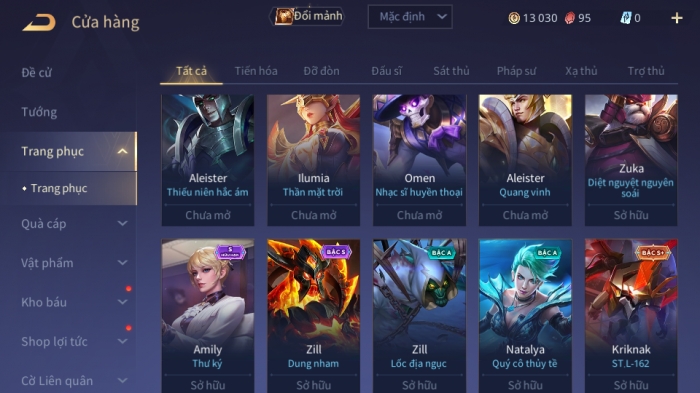 Cửa hàng
Đổi mảnh
Mặc định
13 030
95
0
Đề cử
Tướng
Trang phục
Trang phục
Quà cáp
Vật phẩm
Kho báu
Shop lợi tức
Cờ Liên quân
Tất cả Tiến hóa Đỡ đòn Đấu sĩ Sát thủ Pháp sư Xạ thủ Trợ thủ
Aleister
Thiếu niên hắc ám
Chưa mở
Ilumia
Thần mặt trời
Chưa mở
Omen
Nhạc sĩ huyền thoại
Chưa mở
Aleister
Quang vinh
Chưa mở
Zuka
Diệt nguyệt nguyên
soái
Sở hữu
S
Amily
Thư ký
Sở hữu
BẬC S
Zill
Dung nham
Sở hữu
BẬC A
Zill
Lốc địa ngục
Sở hữu
BẬC A
Natalya
Quý cô thủy tề
Sở hữu
BẬC S+
Kriknak
ST.L-162
Sở hữu